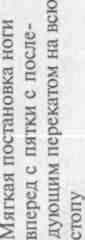 Мягкая постановка ноги
вперед с пятки с после-
дующим перекатом на всю
стопу